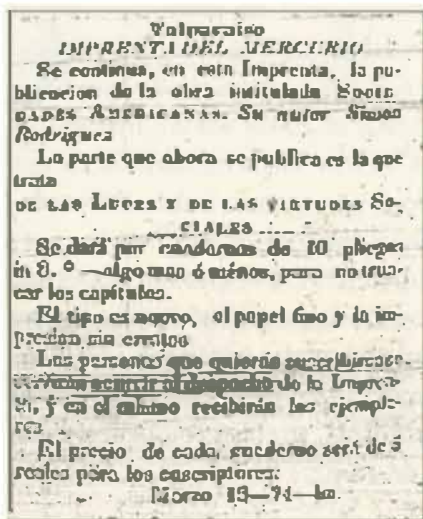 Valparaiso
IMPRENTA DEL MERCURIO
Se continua, en esta Imprenta, la pu-
blicacion de la obra intitulada SOCIE
DADES AMERICANAS. Su autor Simon
Rodriguez
La parte que ahora se publica es la que
trata
DE LAS LUCES Y DE LAS VIRTUDES SO-
CIALES
Se dará por cuadernos de 10 pliegos
in 8.° —algo mas ó ménos, para no trun-
car los capítulos.
El tipo es nuevo, el papel fino y la im-
presion sin erratas
Las personas que quieran suscribirse
acudir al despacho de la Impren-
ta, y en el mismo recibirán los ejempla-
res
El precio de cada, cuaderno será de 5
reales para los suscriptores.
Marzo 13—